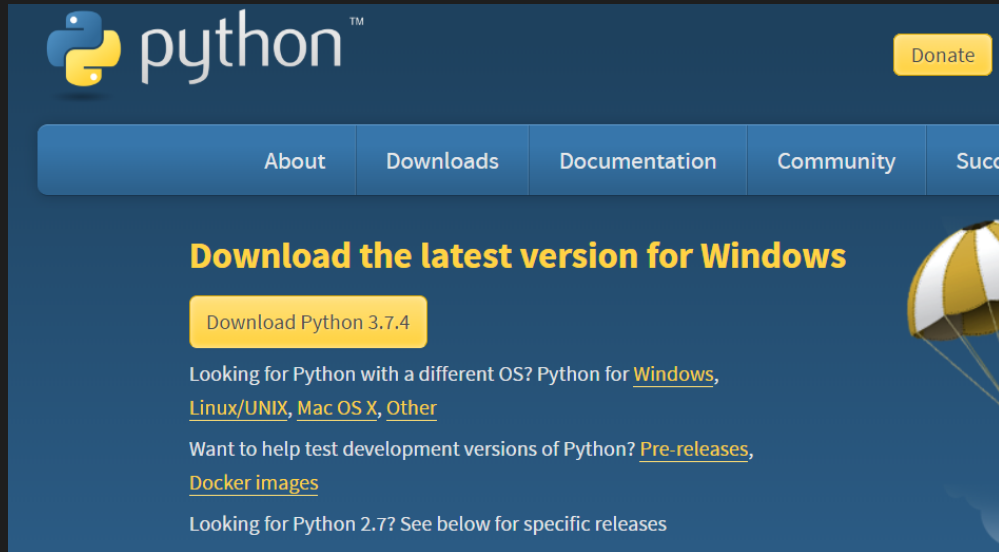 python™
Donate
About Downloads Documentation Community
Download the latest version for Windows
Download Python 3.7.4
Looking for Python with a different OS? Python for Windows,
Linux/UNIX, Mac OS X, Other
Want to help test development versions of Python? Pre-releases,
Docker images
Looking for Python 2.7? See below for specific releases